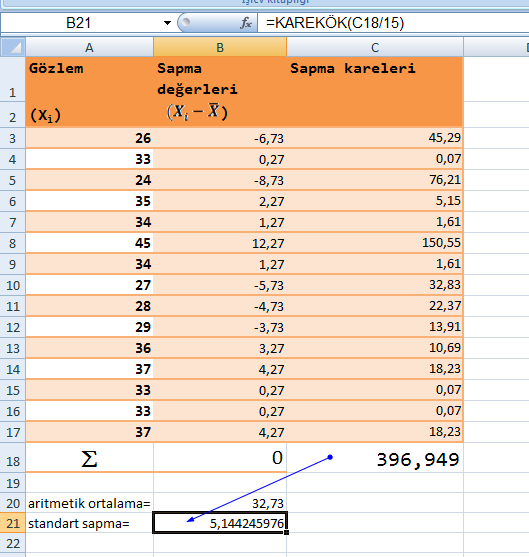 işlev kitaplığı
B21 fx =KAREKÖK(C18/15)
A B C D
Gözlem Sapma Sapma kareleri
1 değerleri
2 (Xi) (Xi − X̄)
3 26 -6,73 45,29
4 33 0,27 0,07
5 24 -8,73 76,21
6 35 2,27 5,15
7 34 1,27 1,61
8 45 12,27 150,55
9 34 1,27 1,61
10 27 -5,73 32,83
11 28 -4,73 22,37
12 29 -3,73 13,91
13 36 3,27 10,69
14 37 4,27 18,23
15 33 0,27 0,07
16 33 0,27 0,07
17 37 4,27 18,23
18 Σ 0 396,949
19
20 aritmetik ortalama= 32,73
21 standart sapma= 5,144245976
22